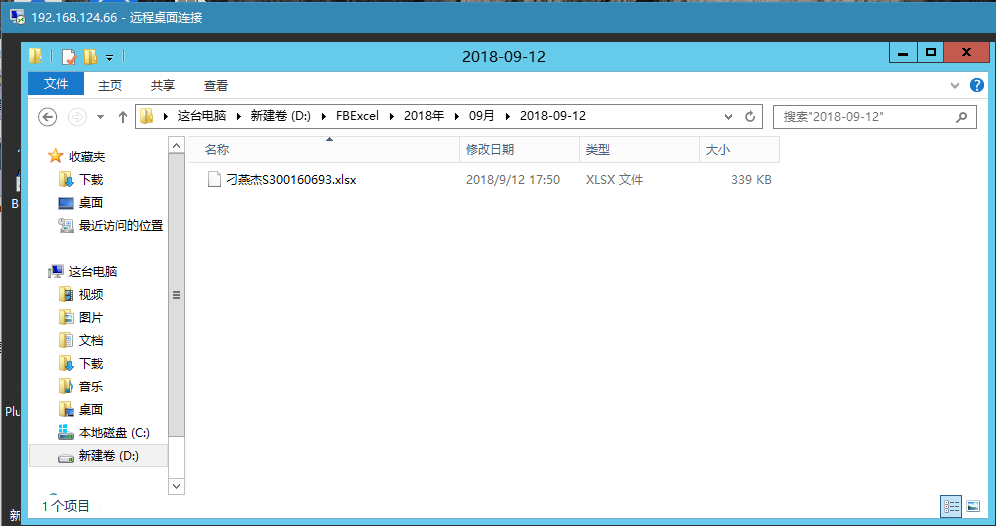 192.168.124.66 - 远程桌面连接
2018-09-12
文件 主页 共享 查看
这台电脑 新建卷 (D:) FBExcel 2018年 09月 2018-09-12
搜索"2018-09-12"
名称 修改日期 类型 大小
刁燕杰S300160693.xlsx 2018/9/12 17:50 XLSX 文件 339 KB
收藏夹
下载
桌面
最近访问的位置
这台电脑
视频
图片
文档
下载
音乐
桌面
本地磁盘 (C:)
新建卷 (D:)
1 个项目
B
Plu
新